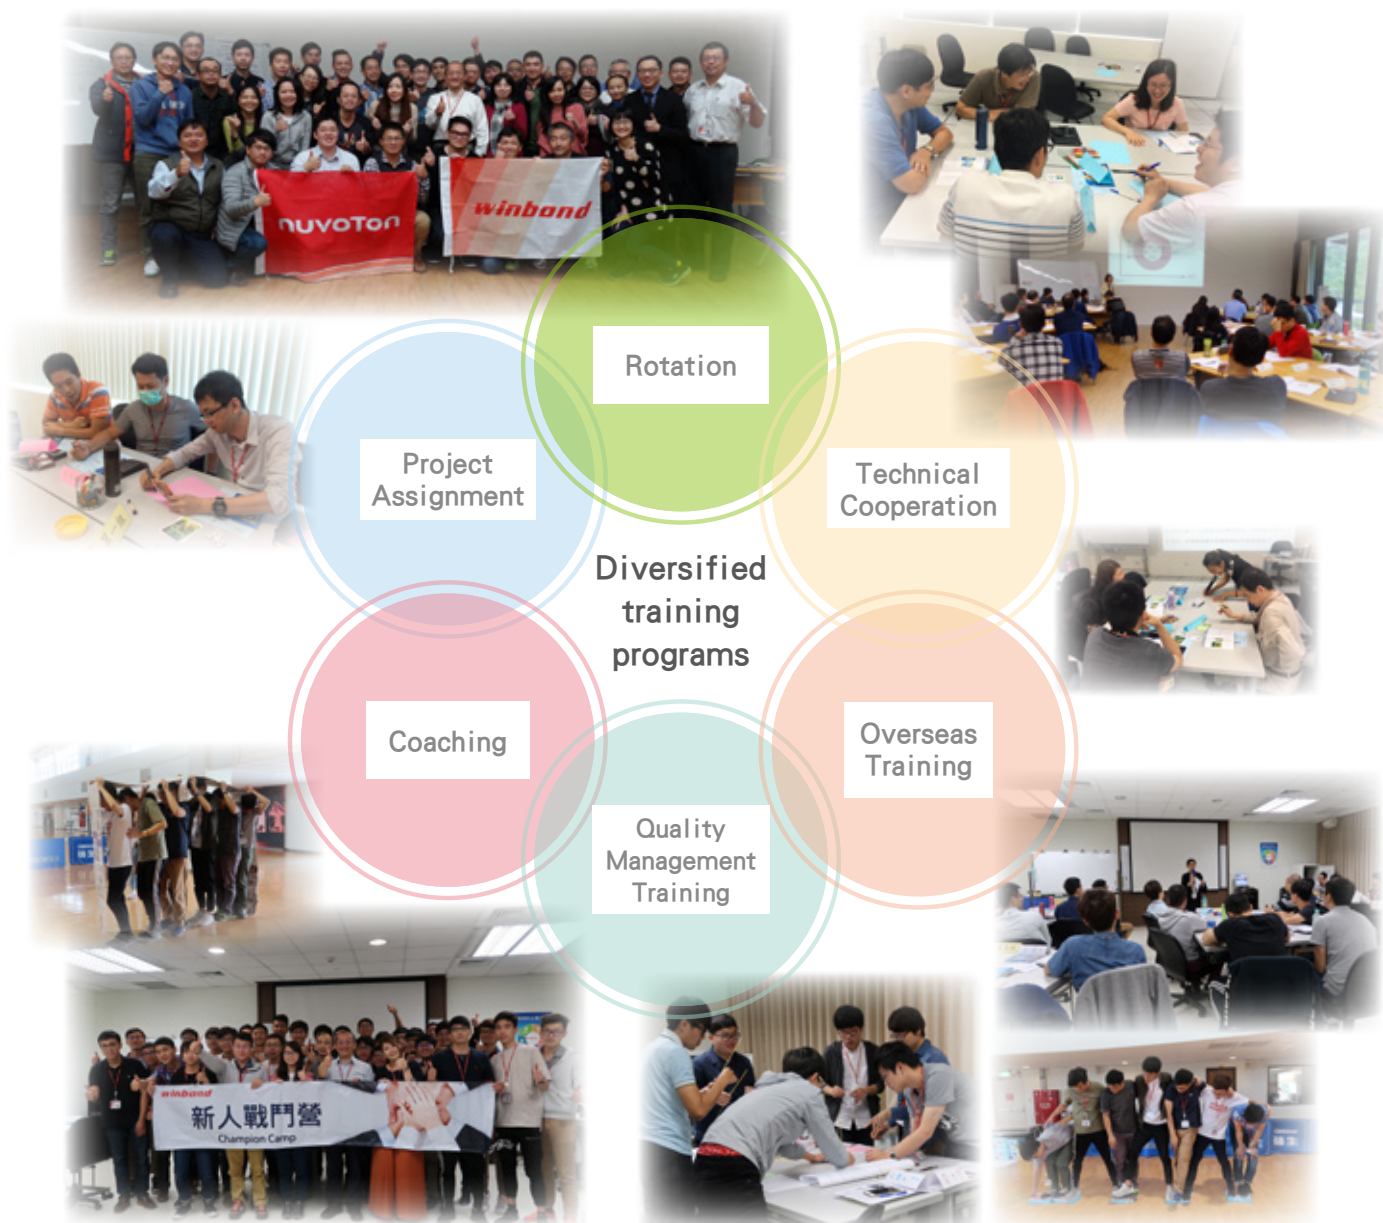 nuvoTon
winbond
Rotation
Project
Assignment
Technical
Cooperation
Diversified
training
programs
Coaching
Overseas
Training
Quality
Management
Training
winbond
新人戰鬥營
Champion Camp